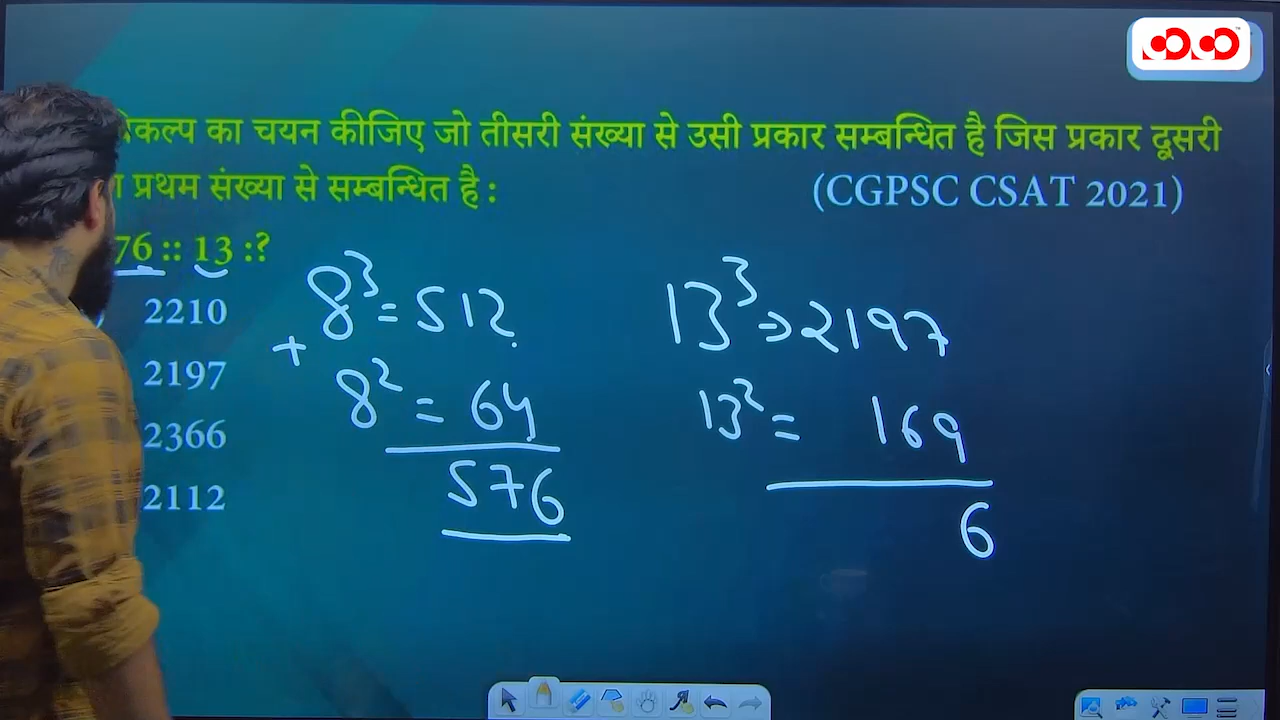 का चयन कीजिए जो तीसरी संख्या से उसी प्रकार सम्बन्धित है जिस प्रकार दूसरी
प्रथम संख्या से सम्बन्धित है :
(CGPSC CSAT 2021)
76 :: 13 :?
2210
2197
2366
2112
8³ = 512
+
8² = 64
576
13³ ⇒ 2197
13² = 169
6